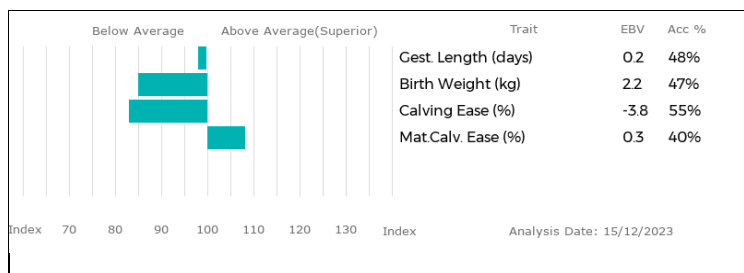 Below Average Above Average(Superior) Trait EBV Acc %
Gest. Length (days) 0.2 48%
Birth Weight (kg) 2.2 47%
Calving Ease (%) -3.8 55%
Mat.Calv. Ease (%) 0.3 40%
Index 70 80 90 100 110 120 130 Index Analysis Date: 15/12/2023